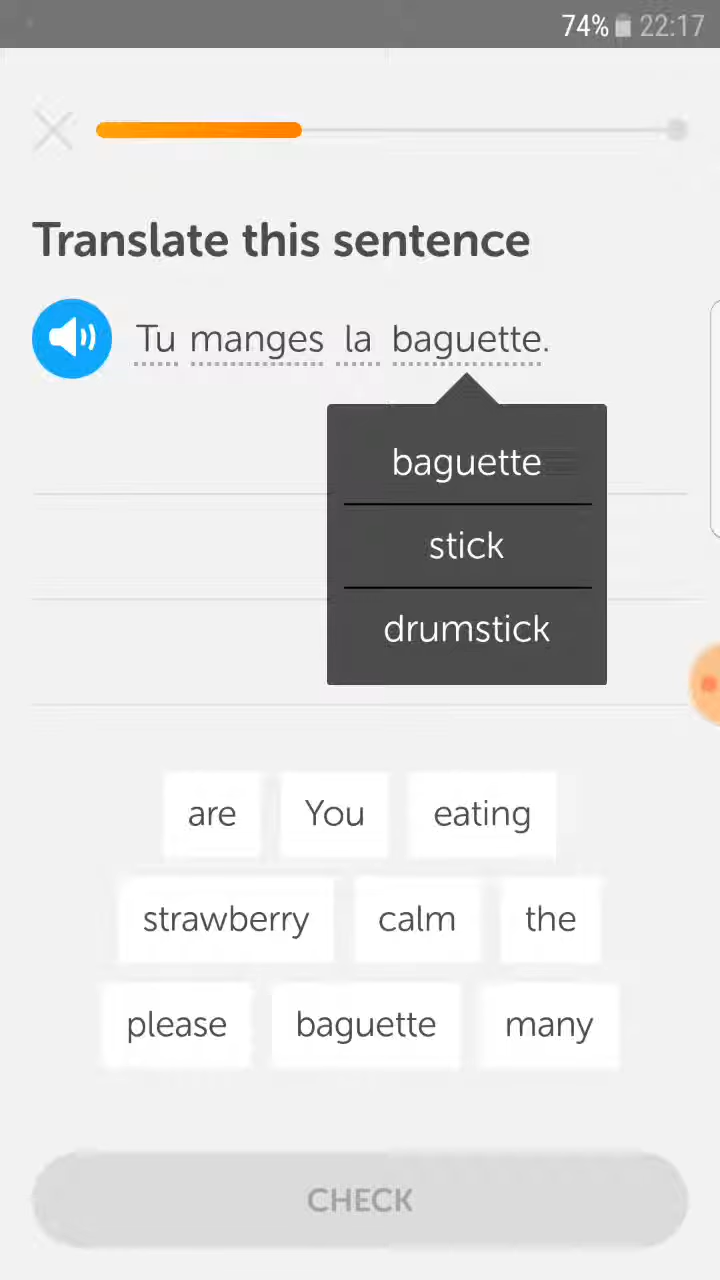 74% 22:17
Translate this sentence
Tu manges la baguette.
baguette
stick
drumstick
are You eating
strawberry calm the
please baguette many
CHECK